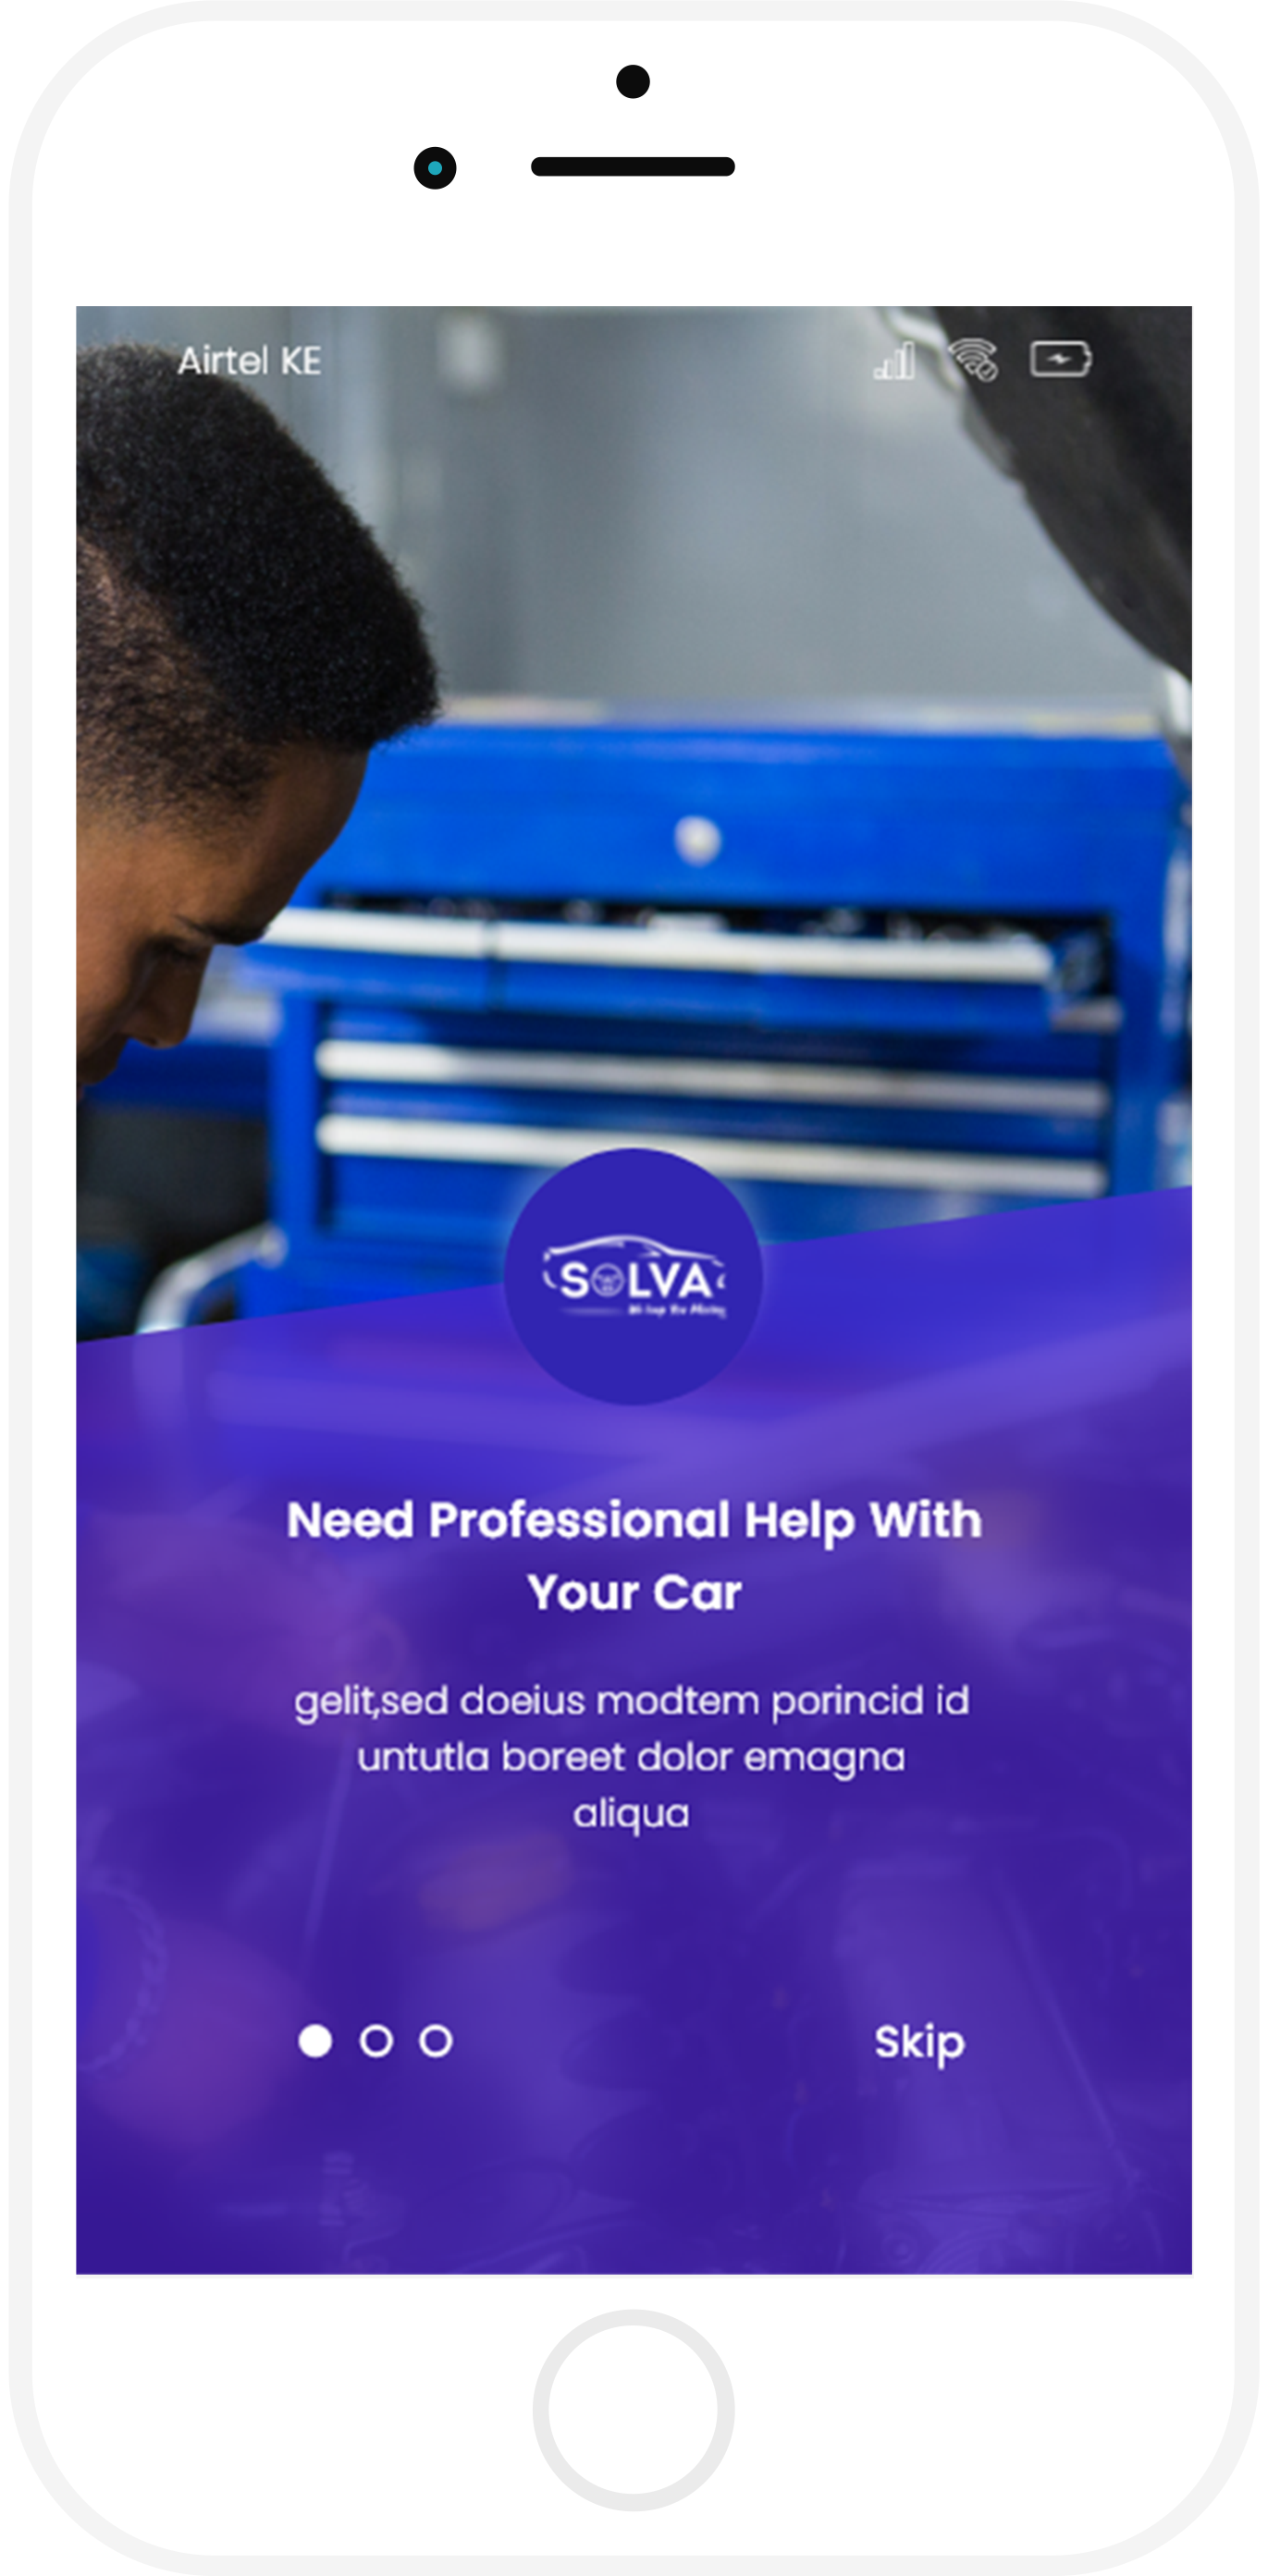 Airtel KE
SOLVA
Need Professional Help With
Your Car
gelit,sed doeius modtem porincid id
untutla boreet dolor emagna
aliqua
Skip